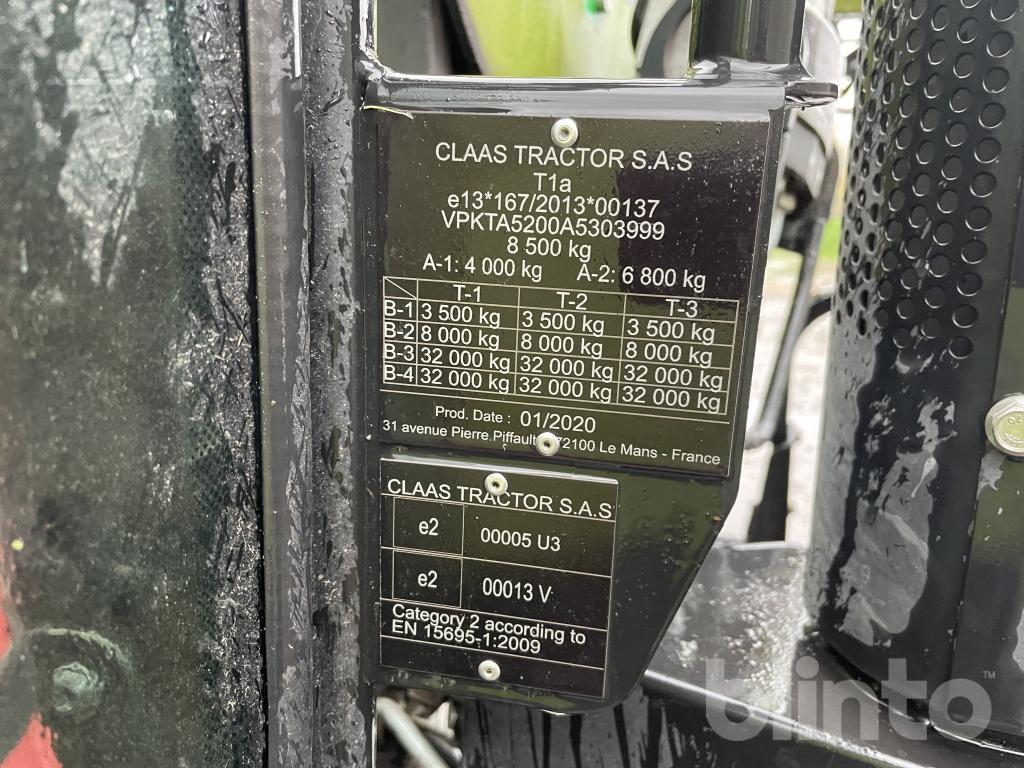 CLAAS TRACTOR S.A.S
T1a
e13*167/2013*00137
VPKTA5200A5303999
8 500 kg
A-1: 4 000 kg A-2: 6 800 kg
T-1 T-2 T-3
B-1 3 500 kg 3 500 kg 3 500 kg
B-2 8 000 kg 8 000 kg 8 000 kg
B-3 32 000 kg 32 000 kg 32 000 kg
B-4 32 000 kg 32 000 kg 32 000 kg
Prod. Date : 01/2020
31 avenue Pierre Piffault 72100 Le Mans - France
CLAAS TRACTOR S.A.S
e2 00005 U3
e2 00013 V
Category 2 according to
EN 15695-1:2009
blinto™